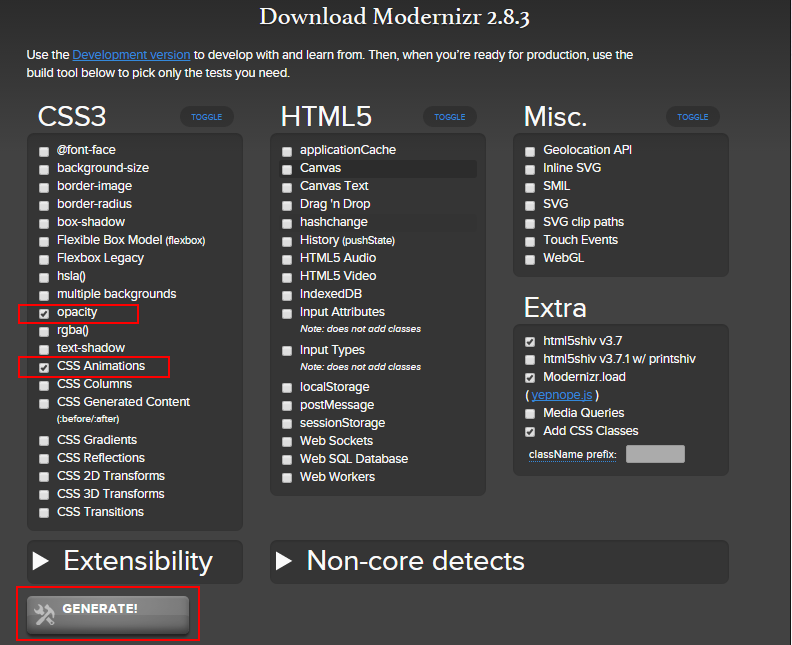 Download Modernizr 2.8.3
Use the Development version to develop with and learn from. Then, when you're ready for production, use the
build tool below to pick only the tests you need.
CSS3
TOGGLE
@font-face
background-size
border-image
border-radius
box-shadow
Flexible Box Model (flexbox)
Flexbox Legacy
hsla()
multiple backgrounds
opacity
rgba()
text-shadow
CSS Animations
CSS Columns
CSS Generated Content
(:before/:after)
CSS Gradients
CSS Reflections
CSS 2D Transforms
CSS 3D Transforms
CSS Transitions
HTML5
TOGGLE
applicationCache
Canvas
Canvas Text
Drag 'n Drop
hashchange
History (pushState)
HTML5 Audio
HTML5 Video
IndexedDB
Input Attributes
Note: does not add classes
Input Types
Note: does not add classes
localStorage
postMessage
sessionStorage
Web Sockets
Web SQL Database
Web Workers
Misc.
TOGGLE
Geolocation API
Inline SVG
SMIL
SVG
SVG clip paths
Touch Events
WebGL
Extra
html5shiv v3.7
html5shiv v3.7.1 w/ printshiv
Modernizr.load
( yepnope.js )
Media Queries
Add CSS Classes
className prefix:
Extensibility
Non-core detects
GENERATE!